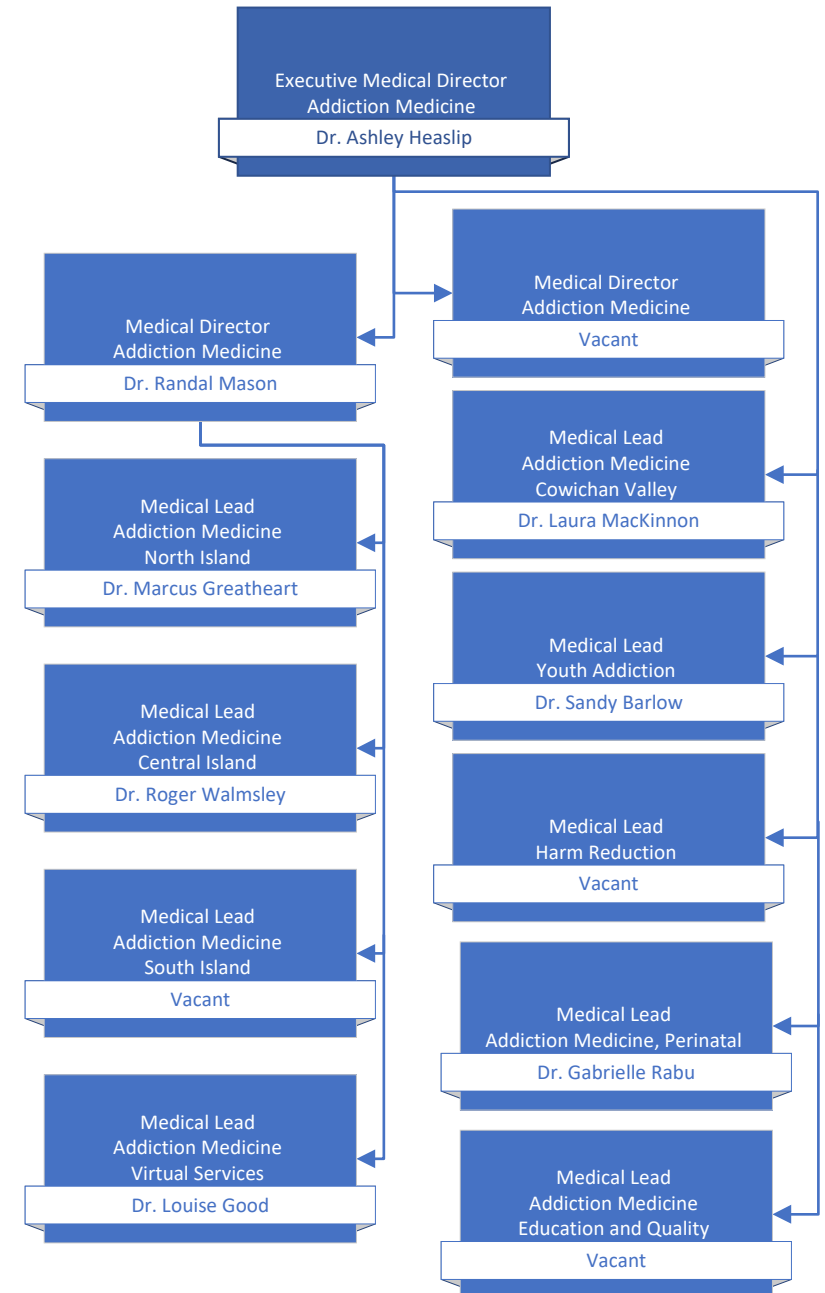 Executive Medical Director
Addiction Medicine
Dr. Ashley Heaslip
Medical Director
Addiction Medicine
Dr. Randal Mason
Medical Lead
Addiction Medicine
North Island
Dr. Marcus Greatheart
Medical Lead
Addiction Medicine
Central Island
Dr. Roger Walmsley
Medical Lead
Addiction Medicine
South Island
Vacant
Medical Lead
Addiction Medicine
Virtual Services
Dr. Louise Good
Medical Director
Addiction Medicine
Vacant
Medical Lead
Addiction Medicine
Cowichan Valley
Dr. Laura MacKinnon
Medical Lead
Youth Addiction
Dr. Sandy Barlow
Medical Lead
Harm Reduction
Vacant
Medical Lead
Addiction Medicine, Perinatal
Dr. Gabrielle Rabu
Medical Lead
Addiction Medicine
Education and Quality
Vacant